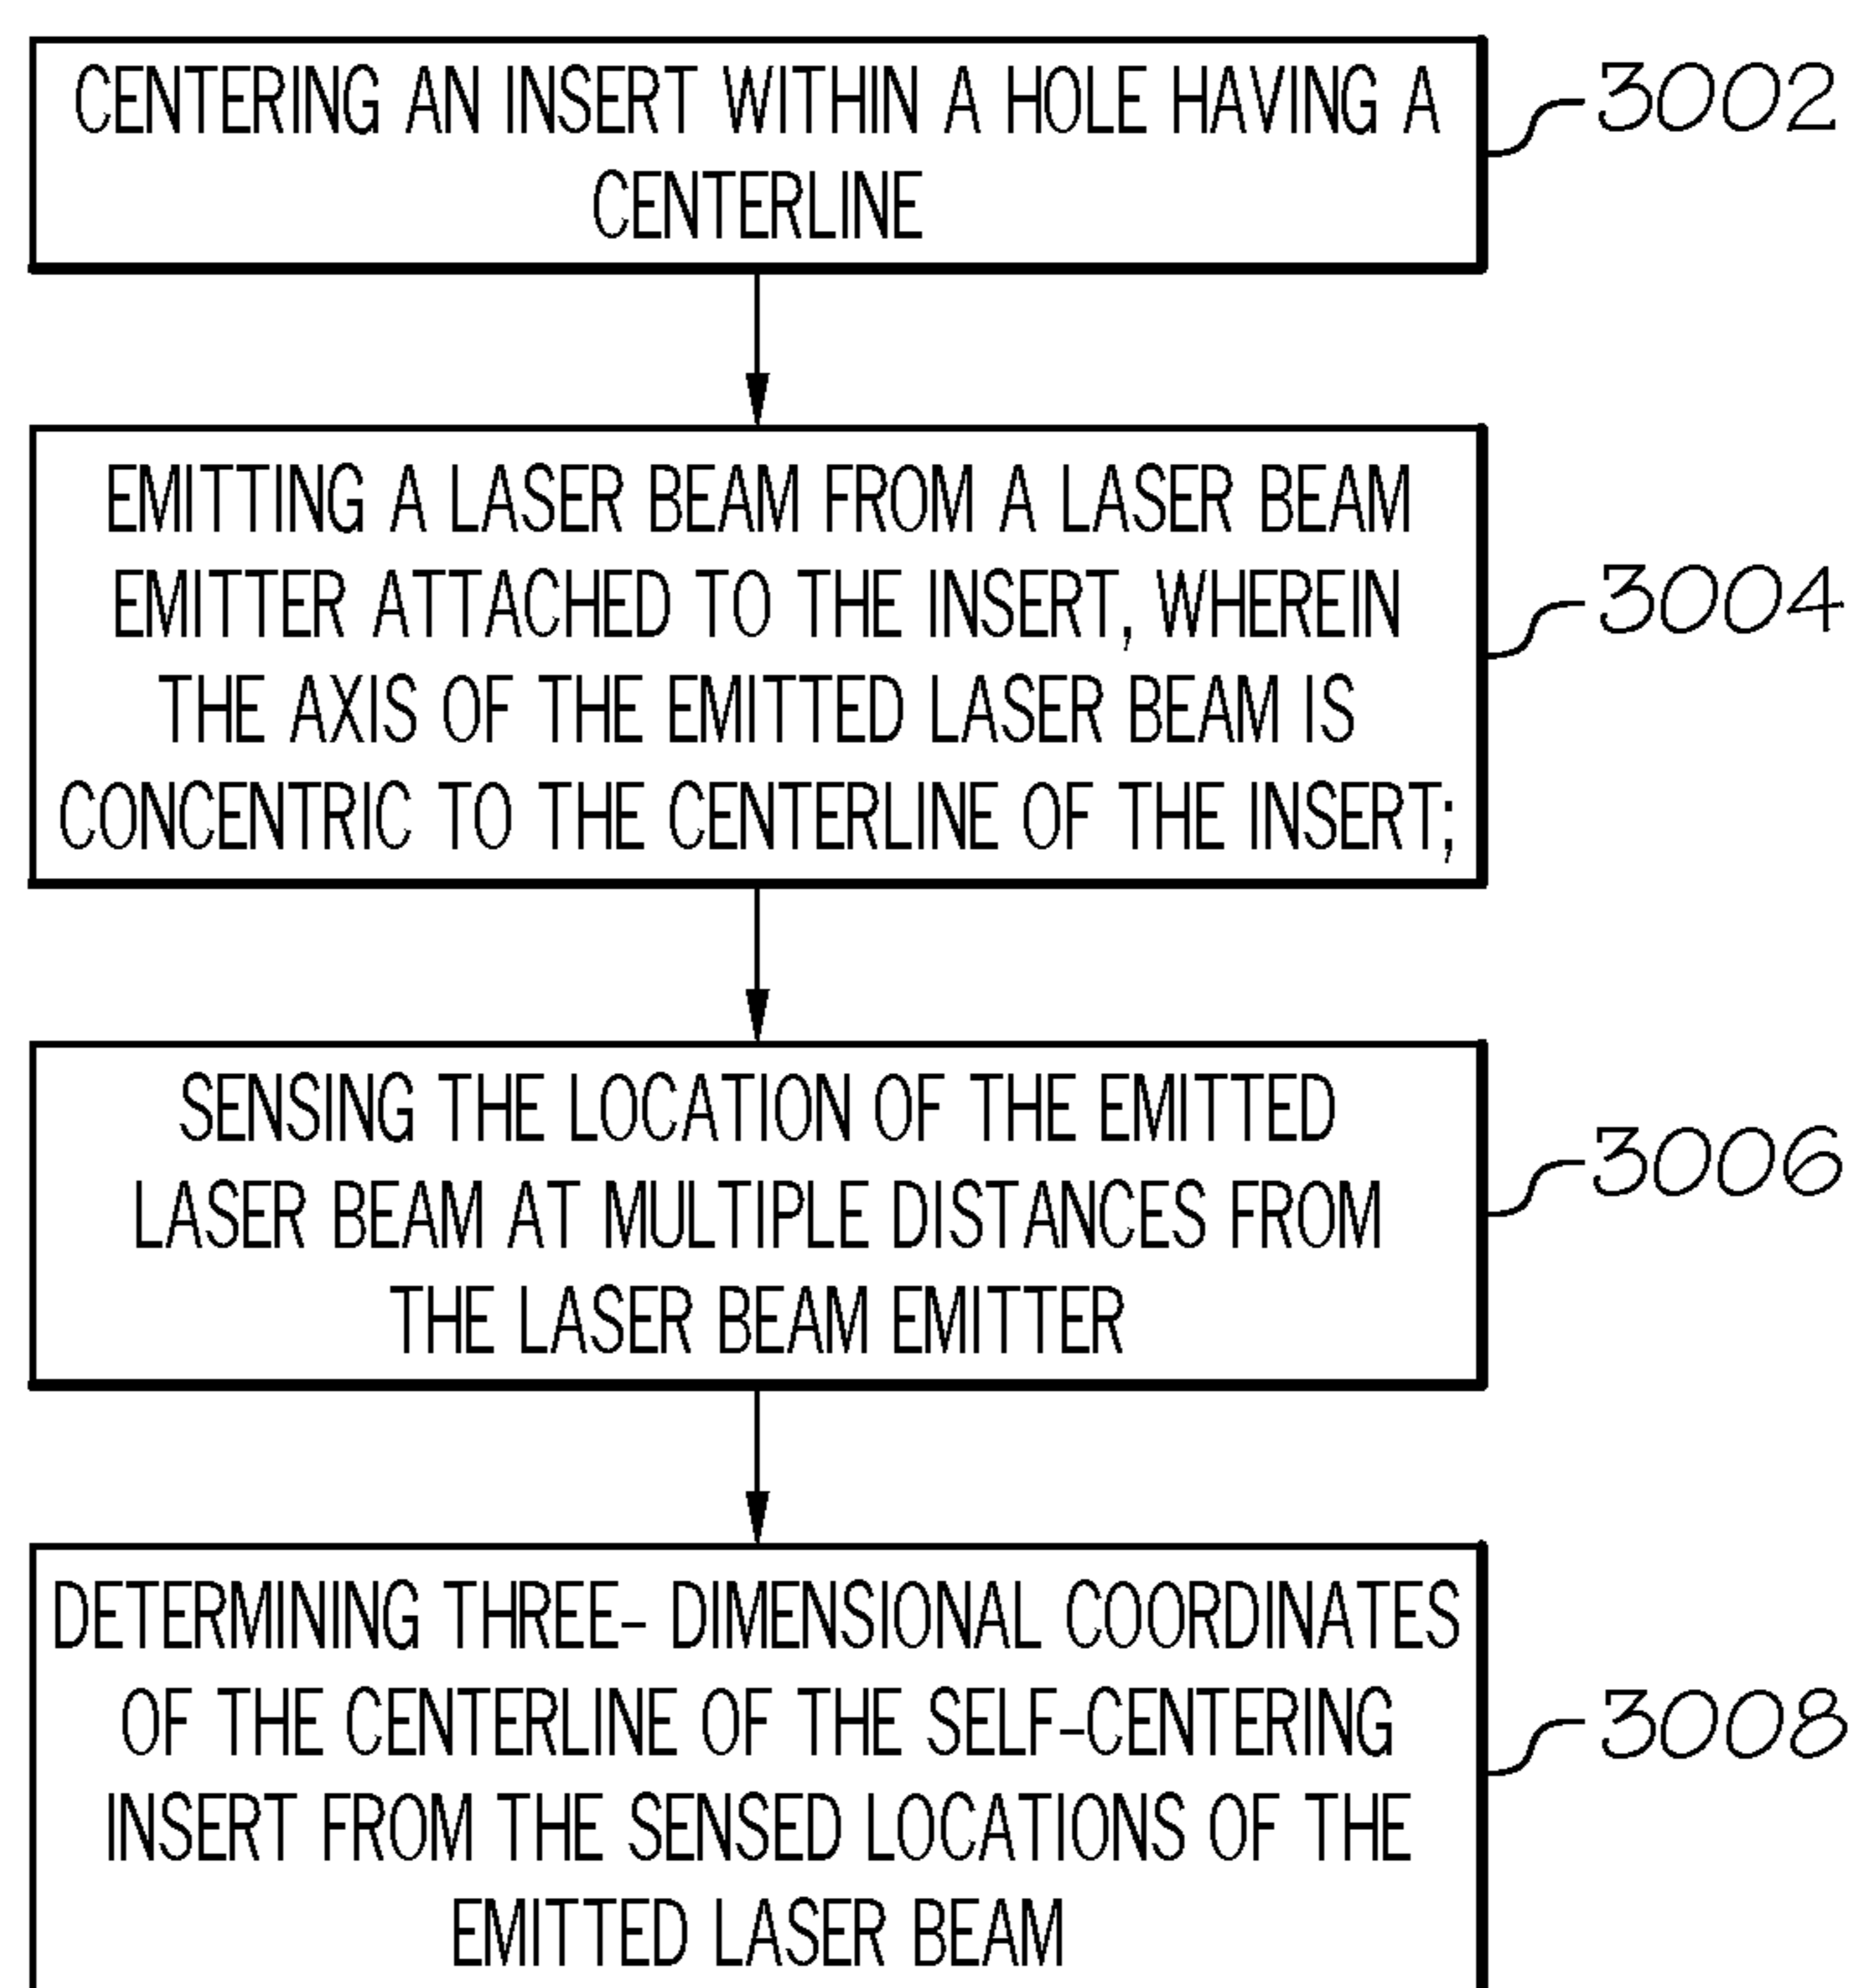 CENTERING AN INSERT WITHIN A HOLE HAVING A
CENTERLINE
3002
EMITTING A LASER BEAM FROM A LASER BEAM
EMITTER ATTACHED TO THE INSERT, WHEREIN
THE AXIS OF THE EMITTED LASER BEAM IS
CONCENTRIC TO THE CENTERLINE OF THE INSERT;
3004
SENSING THE LOCATION OF THE EMITTED
LASER BEAM AT MULTIPLE DISTANCES FROM
THE LASER BEAM EMITTER
3006
DETERMINING THREE- DIMENSIONAL COORDINATES
OF THE CENTERLINE OF THE SELF-CENTERING
INSERT FROM THE SENSED LOCATIONS OF THE
EMITTED LASER BEAM
3008